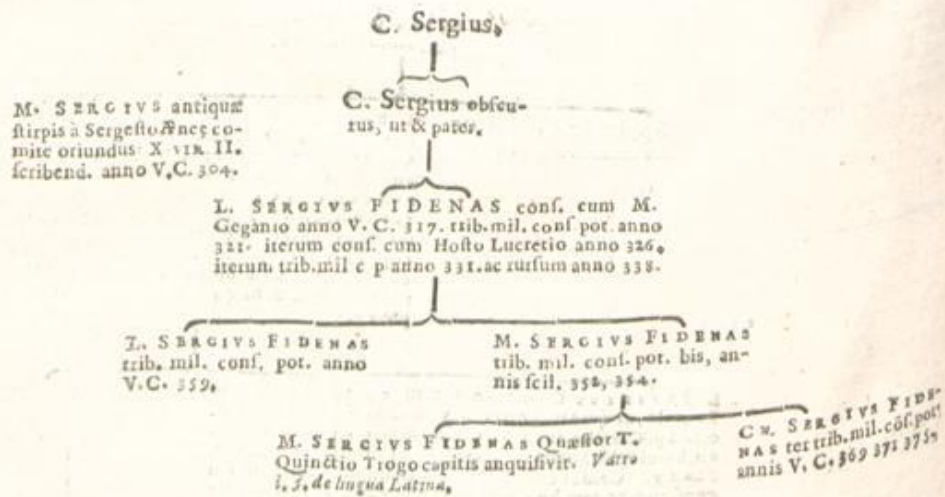 C. Sergius.
M. SERGIVS antiquæ
ſtirpis à Sergeſto Æneę co-
mite oriundus X VIR II.
ſcribend. anno V.C. 304.
C. Sergius obſcu-
rus, ut & pater.
L. SERGIVS FIDENAS conſ. cum M.
Geganio anno V. C. 317. trib. mil. conſ pot. anno
321. iterum conſ. cum Hoſto Lucretio anno 326.
iterum trib. mil c p anno 331. ac rurſum anno 338.
L. SERGIVS FIDENAS
trib. mil. conſ. pot. anno
V.C. 359.
M. SERGIVS FIDENAS
trib. mil. conſ. pot. bis, an-
nis ſcil. 352, 354.
M. SERGIVS FIDENAS Quæſtor T.
Quinctio Trogo capitis anquiſivit. Varro
l. 5. de lingua Latina.
CN. SERGIVS FIDE-
NAS ter trib. mil. cõſ. pot.
annis V. C. 369 371 375.